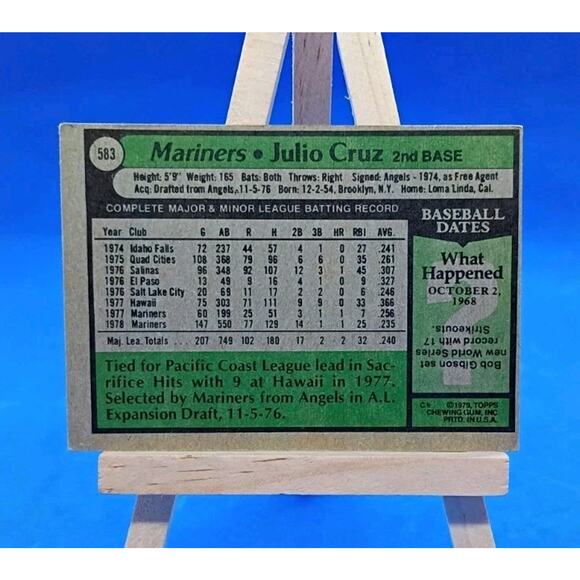 583
Mariners • Julio Cruz 2nd BASE
Height: 5'9" Weight: 165 Bats: Both Throws: Right Signed: Angels - 1974, as Free Agent
Acq: Drafted from Angels, 11-5-76 Born: 12-2-54, Brooklyn, N.Y. Home: Loma Linda, Cal.
COMPLETE MAJOR & MINOR LEAGUE BATTING RECORD
Year Club G AB R H 2B 3B HR RBI AVG.
1974 Idaho Falls 72 237 44 57 4 1 0 27 .241
1975 Quad Cities 108 368 79 96 6 6 0 35 .261
1976 Salinas 96 348 92 107 12 3 1 45 .307
1976 El Paso 13 49 9 16 4 1 0 9 .327
1976 Salt Lake City 20 69 11 17 2 0 0 6 .246
1977 Hawaii 75 303 71 111 9 9 0 33 .366
1977 Mariners 60 199 25 51 3 1 1 7 .256
1978 Mariners 147 550 77 129 14 1 1 25 .235
Maj. Lea. Totals 207 749 102 180 17 2 2 32 .240
Tied for Pacific Coast League lead in Sac-
rifice Hits with 9 at Hawaii in 1977.
Selected by Mariners from Angels in A.L.
Expansion Draft, 11-5-76.
BASEBALL
DATES
What
Happened
OCTOBER 2,
1968
?
Bob Gibson set
new World Series
record with 17
Strikeouts.
C* ©1979, TOPPS
CHEWING GUM, INC
PRTD. IN U.S.A.